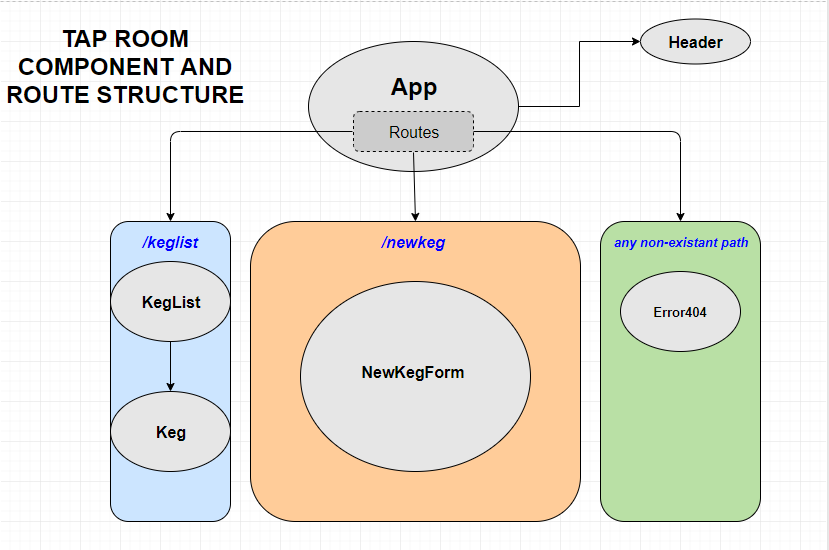 TAP ROOM
COMPONENT AND
ROUTE STRUCTURE
Header
App
Routes
/keglist
/newkeg
any non-existant path
KegList
Error404
NewKegForm
Keg